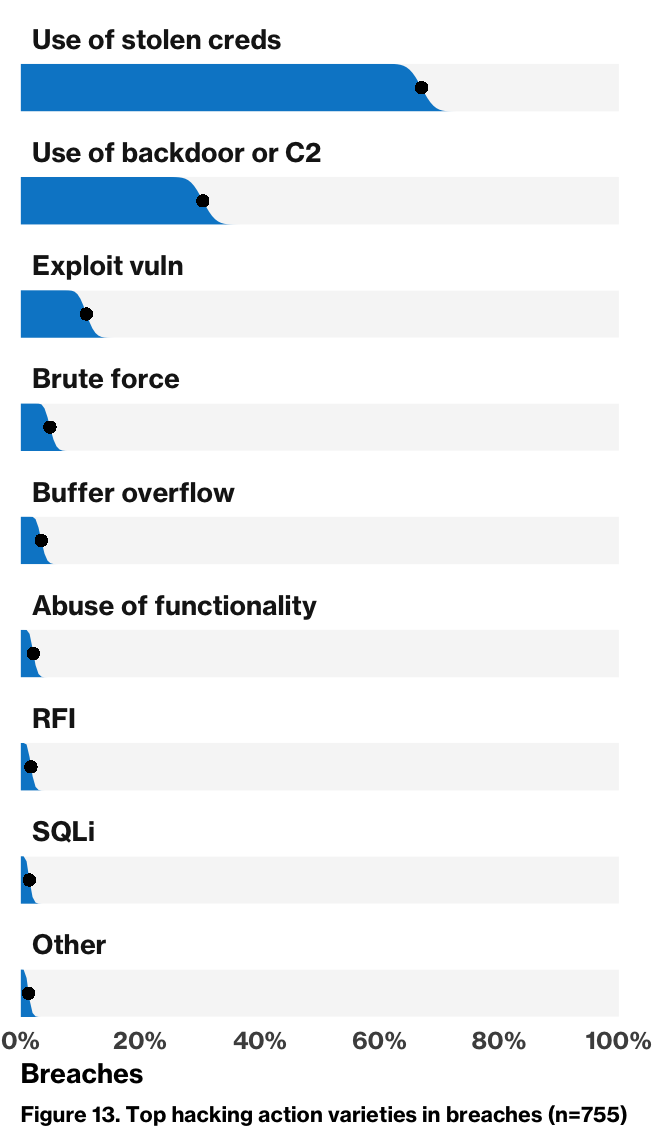 Use of stolen creds
Use of backdoor or C2
Exploit vuln
Brute force
Buffer overflow
Abuse of functionality
RFI
SQLi
Other
0% 20% 40% 60% 80% 100%
Breaches
Figure 13. Top hacking action varieties in breaches (n=755)